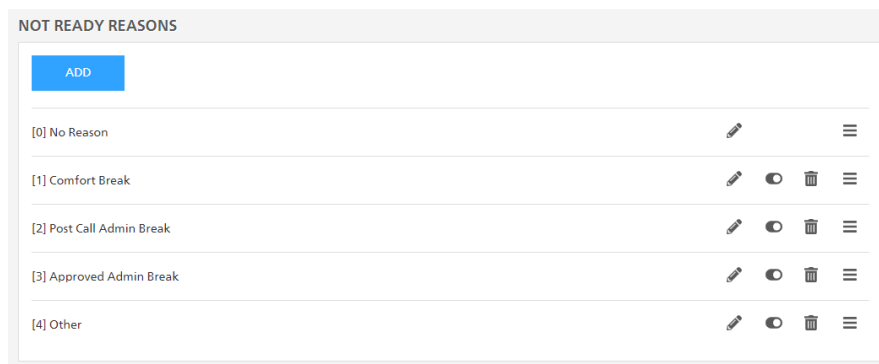 NOT READY REASONS
ADD
[0] No Reason
[1] Comfort Break
[2] Post Call Admin Break
[3] Approved Admin Break
[4] Other